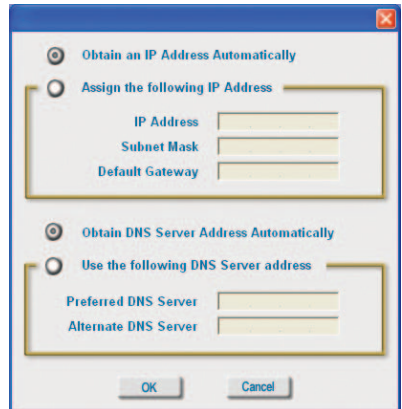 Obtain an IP Address Automatically
Assign the following IP Address
IP Address
Subnet Mask
Default Gateway
Obtain DNS Server Address Automatically
Use the following DNS Server address
Preferred DNS Server
Alternate DNS Server
OK Cancel